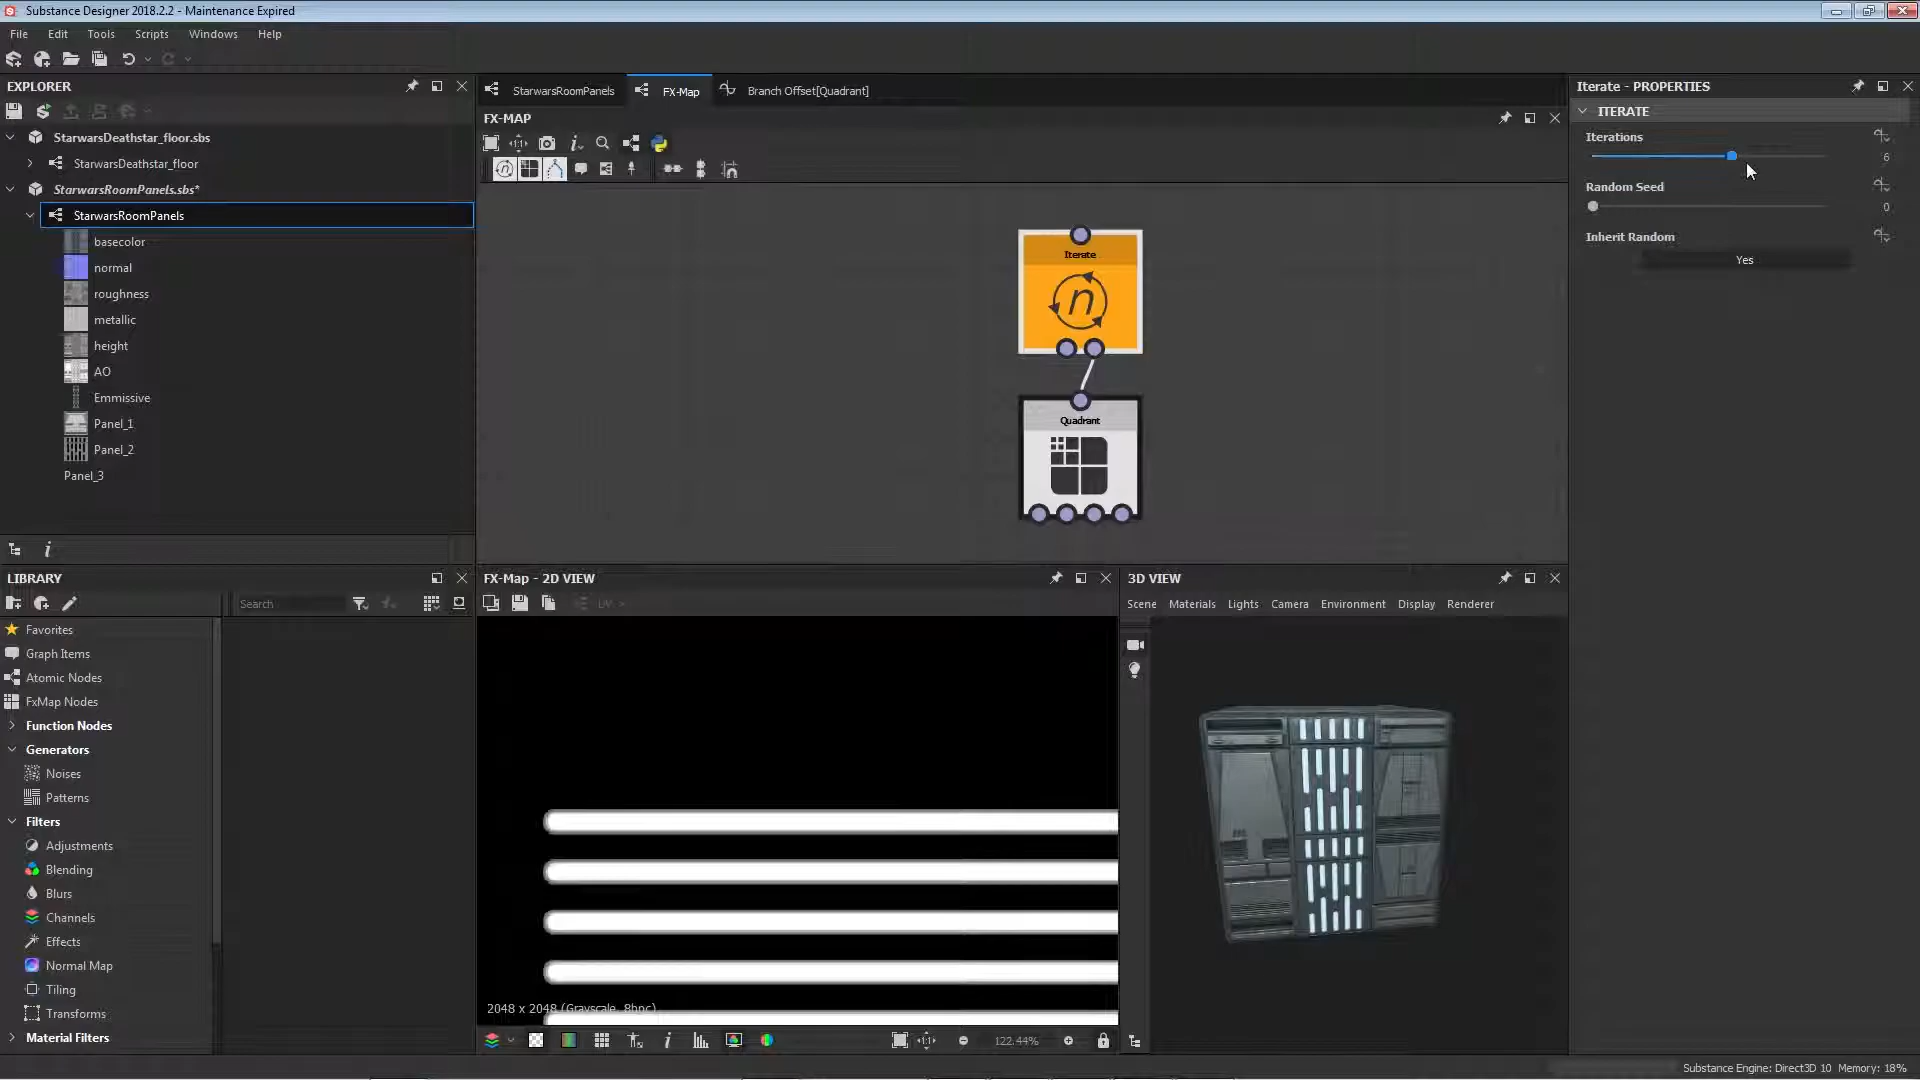 Substance Designer 2018.2.2 - Maintenance Expired
File Edit Tools Scripts Windows Help
EXPLORER
StarwarsDeathstar_floor.sbs
StarwarsDeathstar_floor
StarwarsRoomPanels.sbs*
StarwarsRoomPanels
basecolor
normal
roughness
metallic
height
AO
Emmissive
Panel_1
Panel_2
Panel_3
LIBRARY
Search
Favorites
Graph Items
Atomic Nodes
FxMap Nodes
Function Nodes
Generators
Noises
Patterns
Filters
Adjustments
Blending
Blurs
Channels
Effects
Normal Map
Tiling
Transforms
Material Filters
StarwarsRoomPanels FX-Map Branch Offset[Quadrant]
FX-MAP
Iterate
n
Quadrant
FX-Map - 2D VIEW
UV
2048 x 2048 (Grayscale, 8bpc)
122.44%
3D VIEW
Scene Materials Lights Camera Environment Display Renderer
Iterate - PROPERTIES
ITERATE
Iterations
6
Random Seed
0
Inherit Random
Yes
Substance Engine: Direct3D 10 Memory: 18%